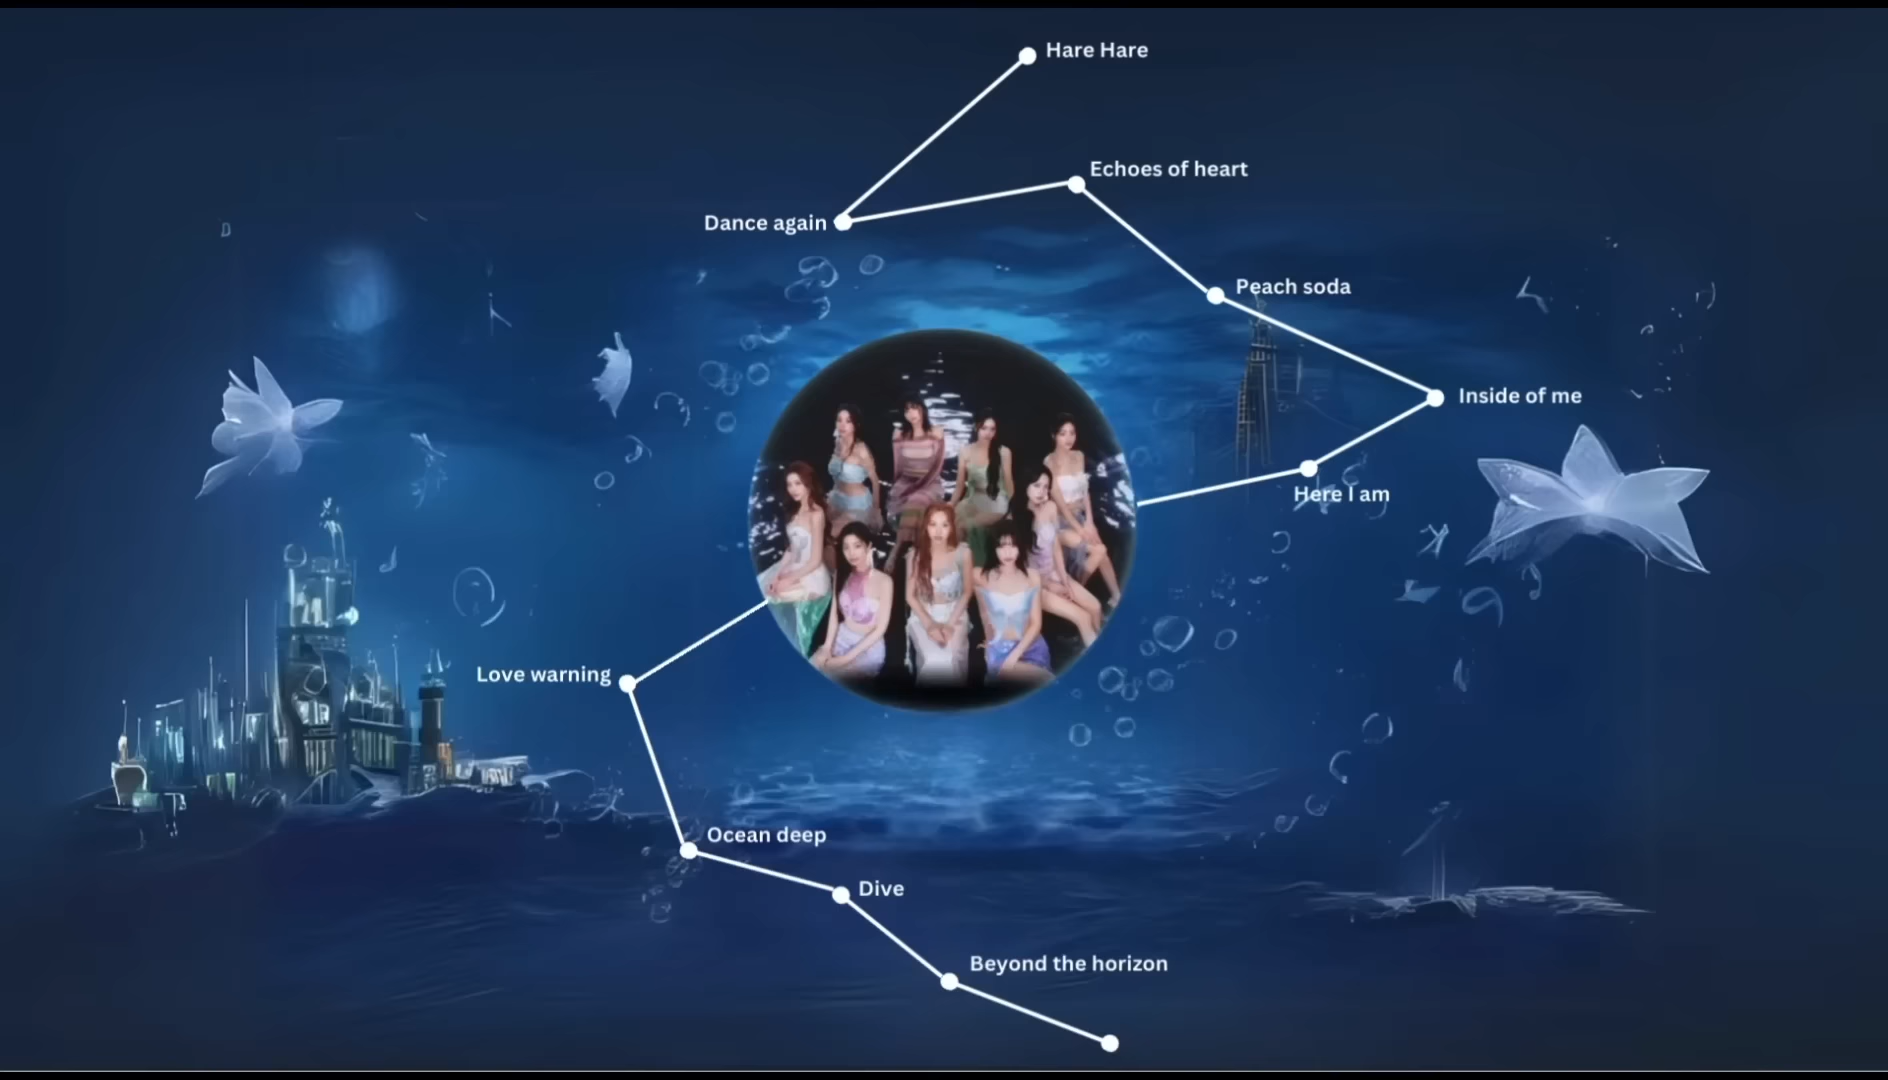 Hare Hare
Echoes of heart
Dance again
Peach soda
Inside of me
Here I am
Love warning
Ocean deep
Dive
Beyond the horizon